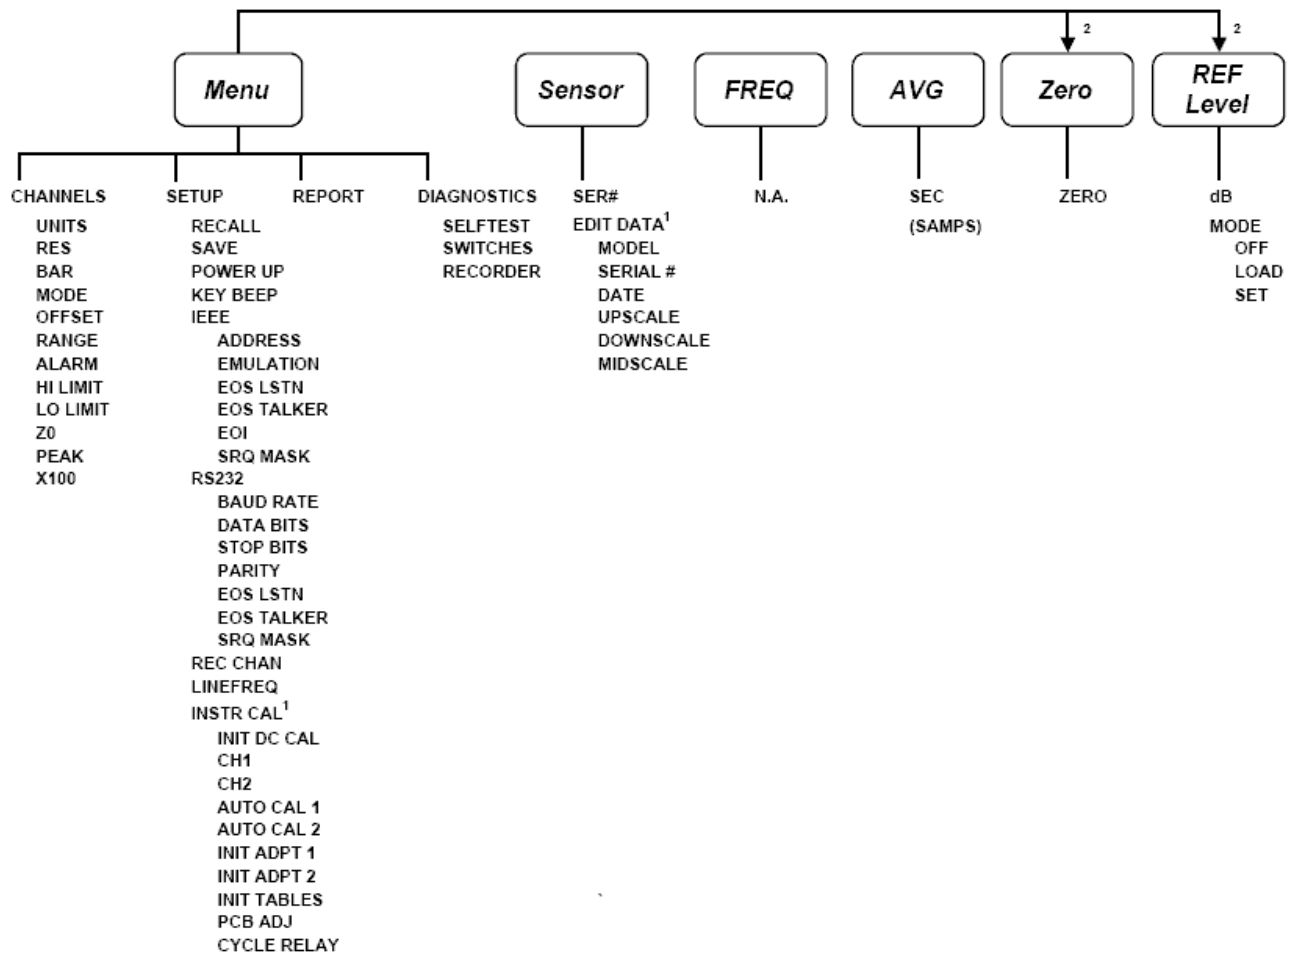 2
2
Menu
Sensor
FREQ
AVG
Zero
REF
Level
CHANNELS
UNITS
RES
BAR
MODE
OFFSET
RANGE
ALARM
HI LIMIT
LO LIMIT
Z0
PEAK
X100
SETUP
RECALL
SAVE
POWER UP
KEY BEEP
IEEE
ADDRESS
EMULATION
EOS LSTN
EOS TALKER
EOI
SRQ MASK
RS232
BAUD RATE
DATA BITS
STOP BITS
PARITY
EOS LSTN
EOS TALKER
SRQ MASK
REC CHAN
LINEFREQ
INSTR CAL1
INIT DC CAL
CH1
CH2
AUTO CAL 1
AUTO CAL 2
INIT ADPT 1
INIT ADPT 2
INIT TABLES
PCB ADJ
CYCLE RELAY
REPORT
DIAGNOSTICS
SELFTEST
SWITCHES
RECORDER
SER#
EDIT DATA1
MODEL
SERIAL #
DATE
UPSCALE
DOWNSCALE
MIDSCALE
N.A.
SEC
(SAMPS)
ZERO
dB
MODE
OFF
LOAD
SET